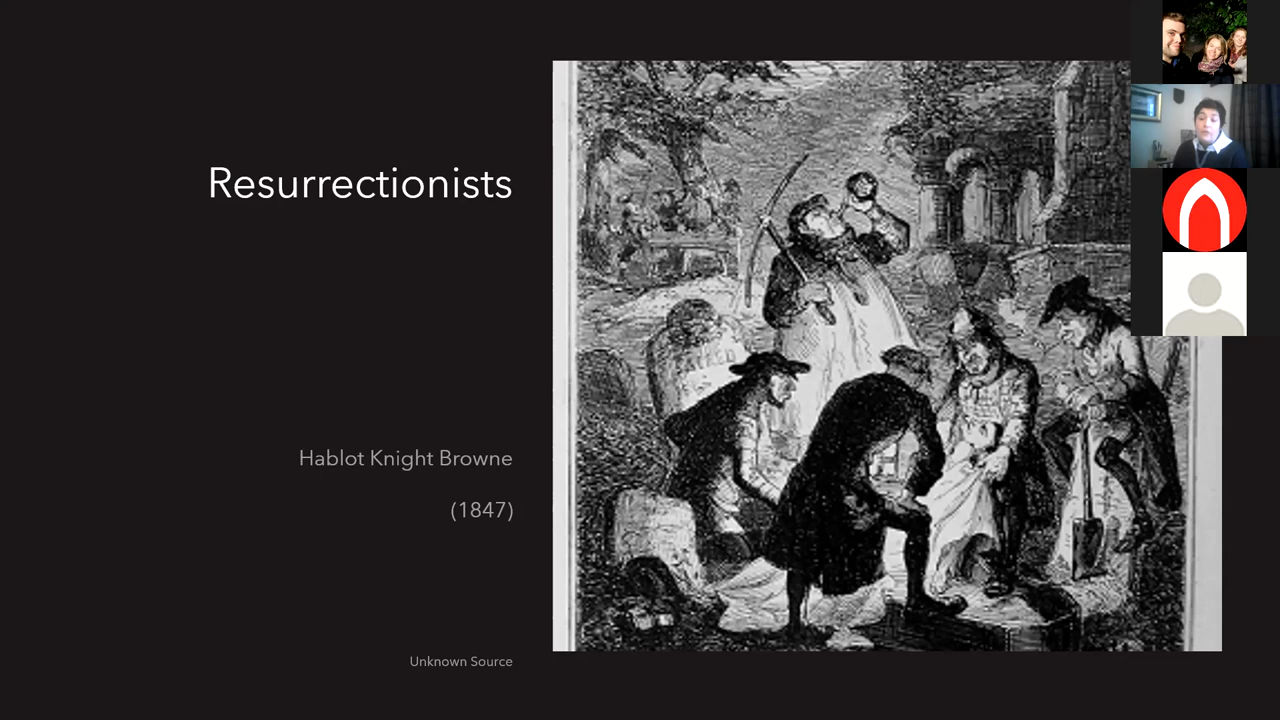 Resurrectionists
Hablot Knight Browne
(1847)
Unknown Source